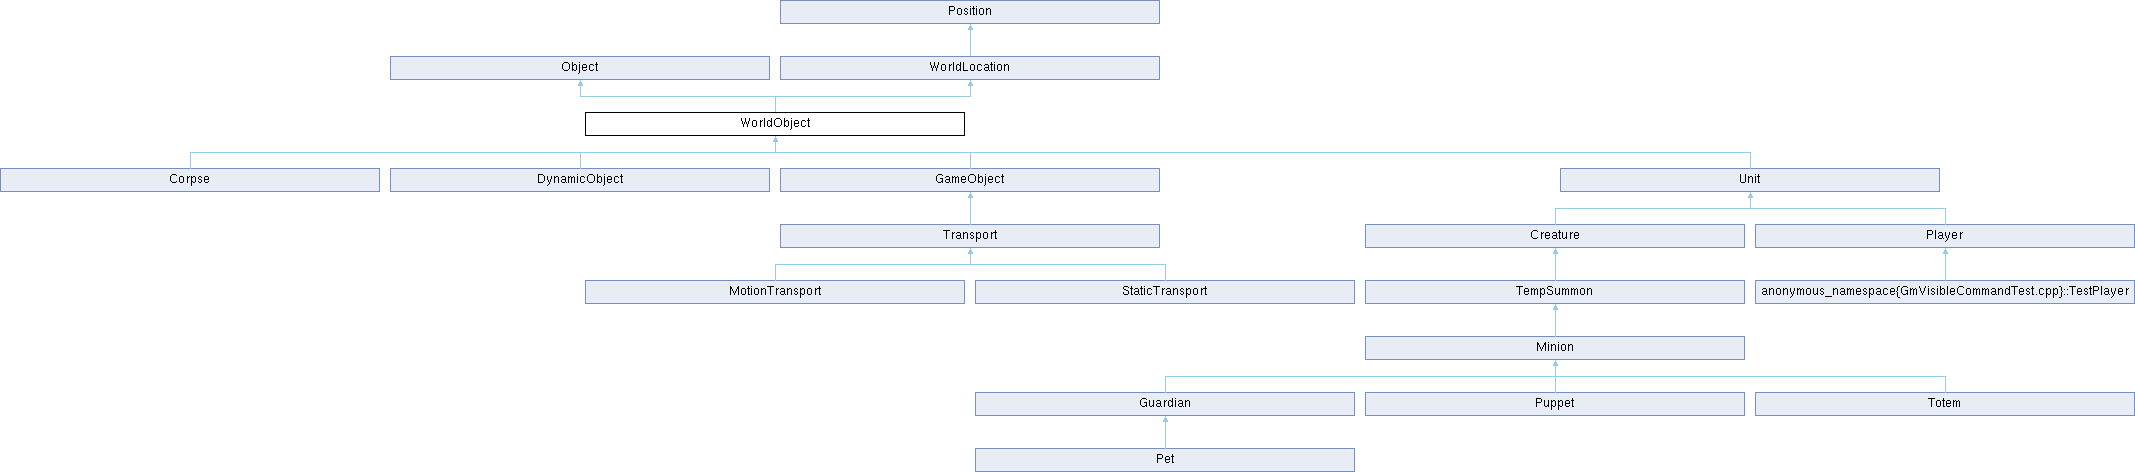 Position
Object
WorldLocation
WorldObject
Corpse
DynamicObject
GameObject
Unit
Transport
Creature
Player
MotionTransport
StaticTransport
TempSummon
anonymous_namespace{GmVisibleCommandTest.cpp}::TestPlayer
Minion
Guardian
Puppet
Totem
Pet